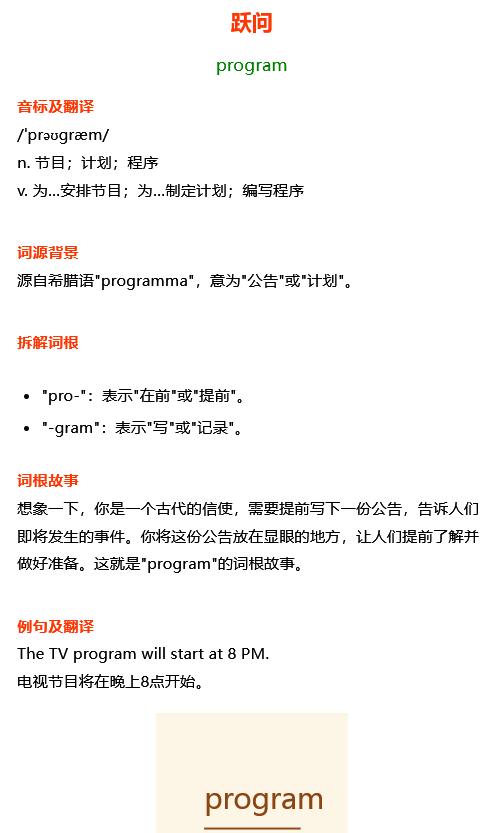 跃问
program
音标及翻译
/ˈprəʊɡræm/
n. 节目；计划；程序
v. 为...安排节目；为...制定计划；编写程序
词源背景
源自希腊语"programma"，意为"公告"或"计划"。
拆解词根
• "pro-"：表示"在前"或"提前"。
• "-gram"：表示"写"或"记录"。
词根故事
想象一下，你是一个古代的信使，需要提前写下一份公告，告诉人们
即将发生的事件。你将这份公告放在显眼的地方，让人们提前了解并
做好准备。这就是"program"的词根故事。
例句及翻译
The TV program will start at 8 PM.
电视节目将在晚上8点开始。
program